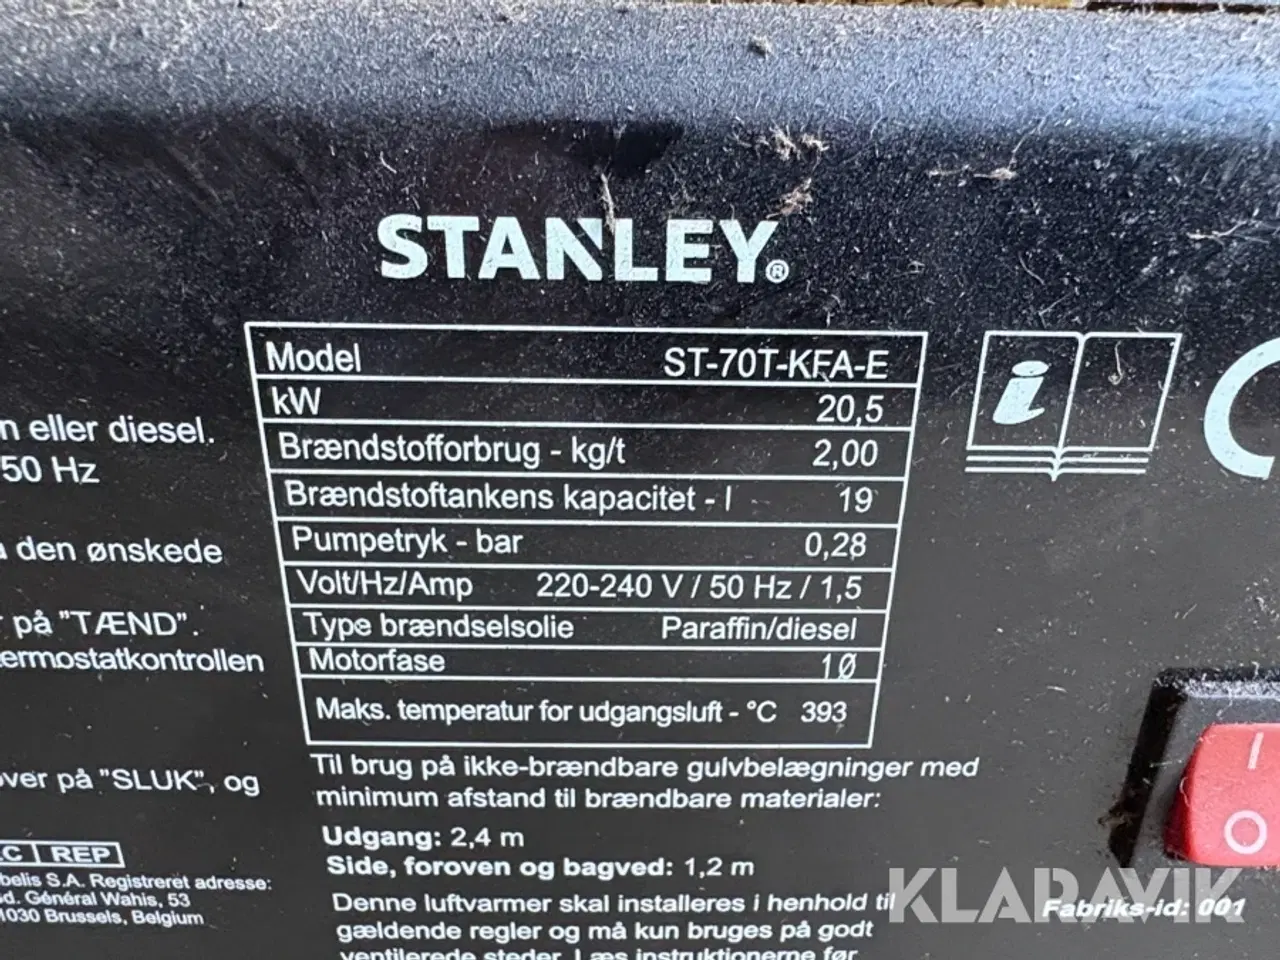 STANLEY®
Model ST-70T-KFA-E
kW 20,5
Brændstofforbrug - kg/t 2,00
Brændstoftankens kapacitet - l 19
Pumpetryk - bar 0,28
Volt/Hz/Amp 220-240 V / 50 Hz / 1,5
Type brændselsolie Paraffin/diesel
Motorfase 1Ø
Maks. temperatur for udgangsluft - °C 393
Til brug på ikke-brændbare gulvbelægninger med
minimum afstand til brændbare materialer:
Udgang: 2,4 m
Side, foroven og bagved: 1,2 m
Denne luftvarmer skal installeres i henhold til
gældende regler og må kun bruges på godt
ventilerede steder. Læs instruktionerne før
eller diesel.
50 Hz
den ønskede
på "TÆND".
på "SLUK", og
REP
S.A. Registreret adresse:
Général Wahis, 53
1030 Brussels, Belgium
i
I
O
Fabriks-id: 001
KLARAVIK